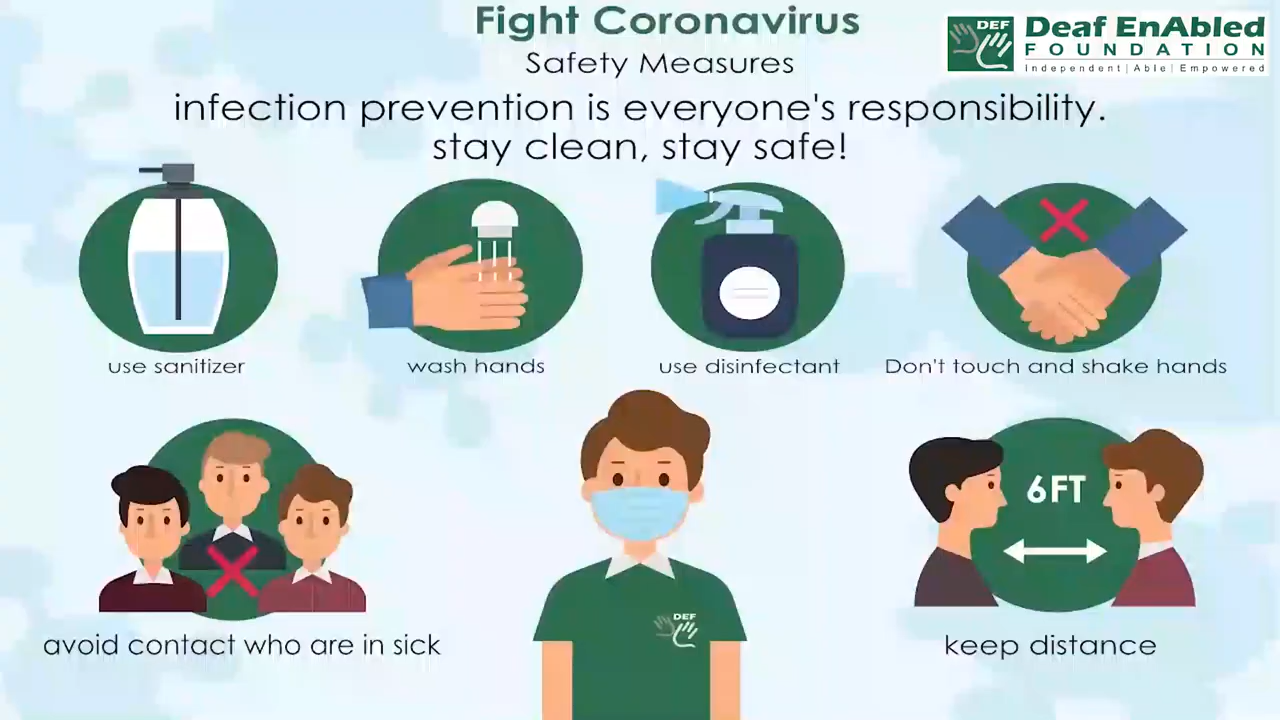 Fight Coronavirus
Safety Measures
DEF
Deaf EnAbled
FOUNDATION
Independent | Able | Empowered
infection prevention is everyone's responsibility.
stay clean, stay safe!
use sanitizer
wash hands
use disinfectant
Don't touch and shake hands
6FT
DEF
avoid contact who are in sick
keep distance